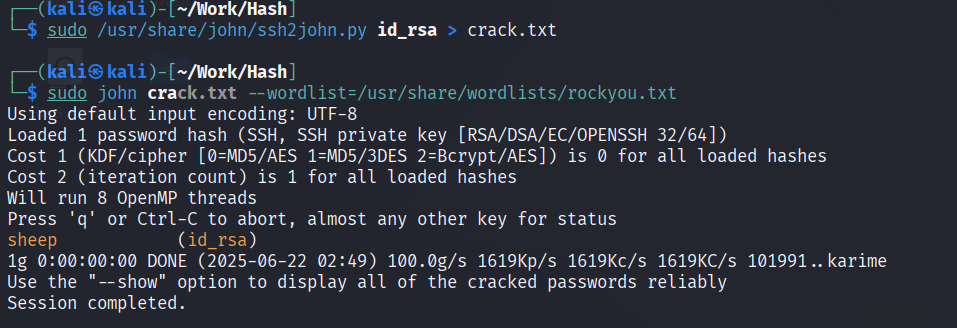 ┌──(kali㉿kali)-[~/Work/Hash]
└─$ sudo /usr/share/john/ssh2john.py id_rsa > crack.txt
┌──(kali㉿kali)-[~/Work/Hash]
└─$ sudo john crack.txt --wordlist=/usr/share/wordlists/rockyou.txt
Using default input encoding: UTF-8
Loaded 1 password hash (SSH, SSH private key [RSA/DSA/EC/OPENSSH 32/64])
Cost 1 (KDF/cipher [0=MD5/AES 1=MD5/3DES 2=Bcrypt/AES]) is 0 for all loaded hashes
Cost 2 (iteration count) is 1 for all loaded hashes
Will run 8 OpenMP threads
Press 'q' or Ctrl-C to abort, almost any other key for status
sheep            (id_rsa)
1g 0:00:00:00 DONE (2025-06-22 02:49) 100.0g/s 1619Kp/s 1619Kc/s 1619KC/s 101991..karime
Use the "--show" option to display all of the cracked passwords reliably
Session completed.